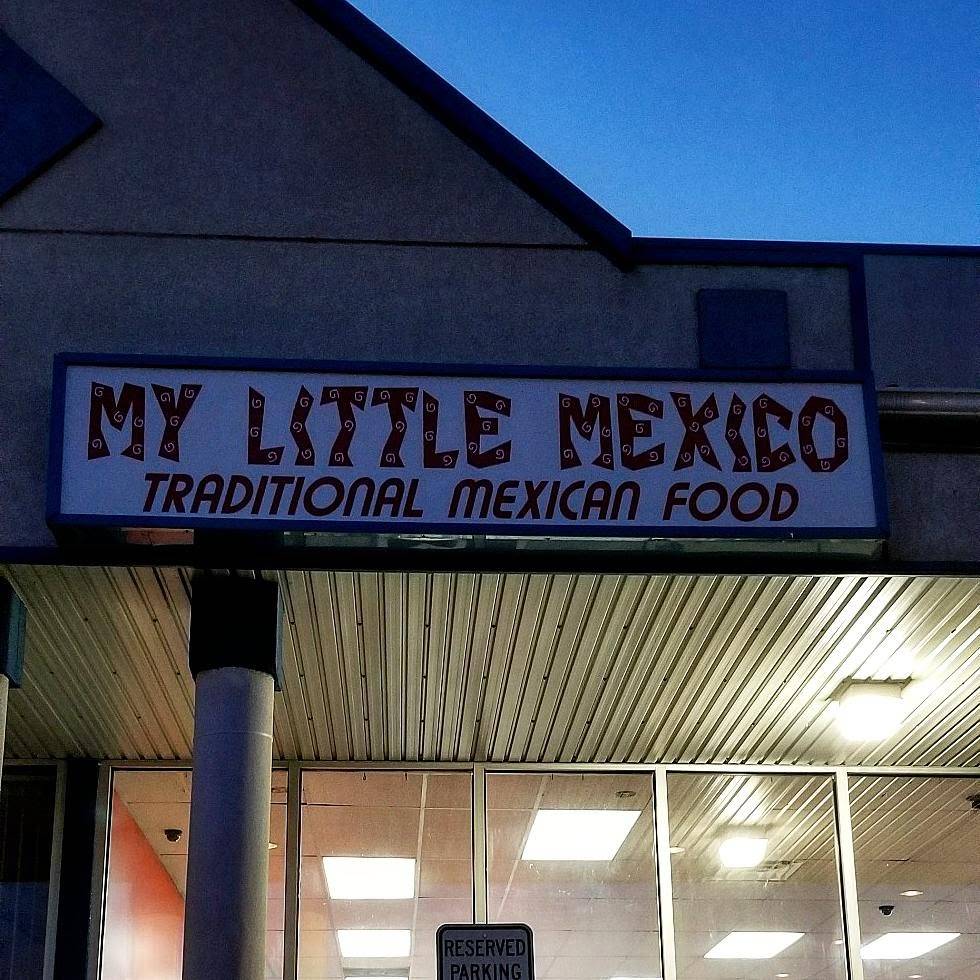 MY LITTLE MEXICO
TRADITIONAL MEXICAN FOOD
RESERVED
PARKING